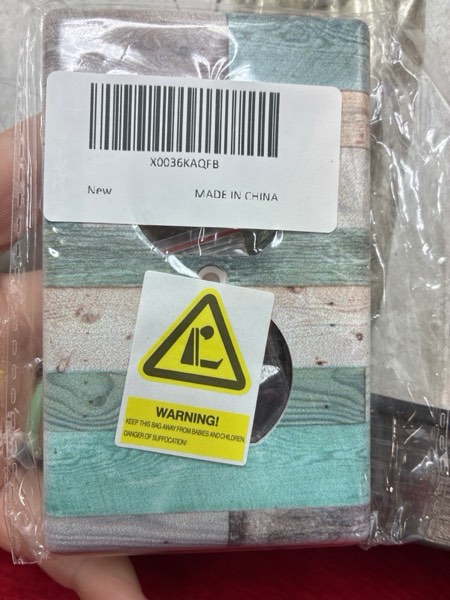 X0036KAQFB
New MADE IN CHINA
WARNING!
KEEP THIS BAG AWAY FROM BABIES AND CHILDREN
DANGER OF SUFFOCATION!